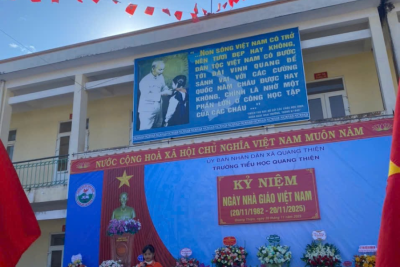 NON SÔNG VIỆT NAM CÓ TRỞ
NÊN TƯƠI ĐẸP HAY KHÔNG,
DÂN TỘC VIỆT NAM CÓ BƯỚC
TỚI ĐÀI VINH QUANG ĐỂ
SÁNH VAI VỚI CÁC CƯỜNG
QUỐC NĂM CHÂU ĐƯỢC HAY
KHÔNG, CHÍNH LÀ NHỜ MỘT
PHẦN LỚN Ở CÔNG HỌC TẬP
CỦA CÁC CHÁU
NƯỚC CỘNG HOÀ XÃ HỘI CHỦ NGHĨA VIỆT NAM MUÔN NĂM
ỦY BAN NHÂN DÂN XÃ QUANG THIỆN
TRƯỜNG TIỂU HỌC QUANG THIỆN
KỶ NIỆM
NGÀY NHÀ GIÁO VIỆT NAM
(20/11/1982 - 20/11/2025)